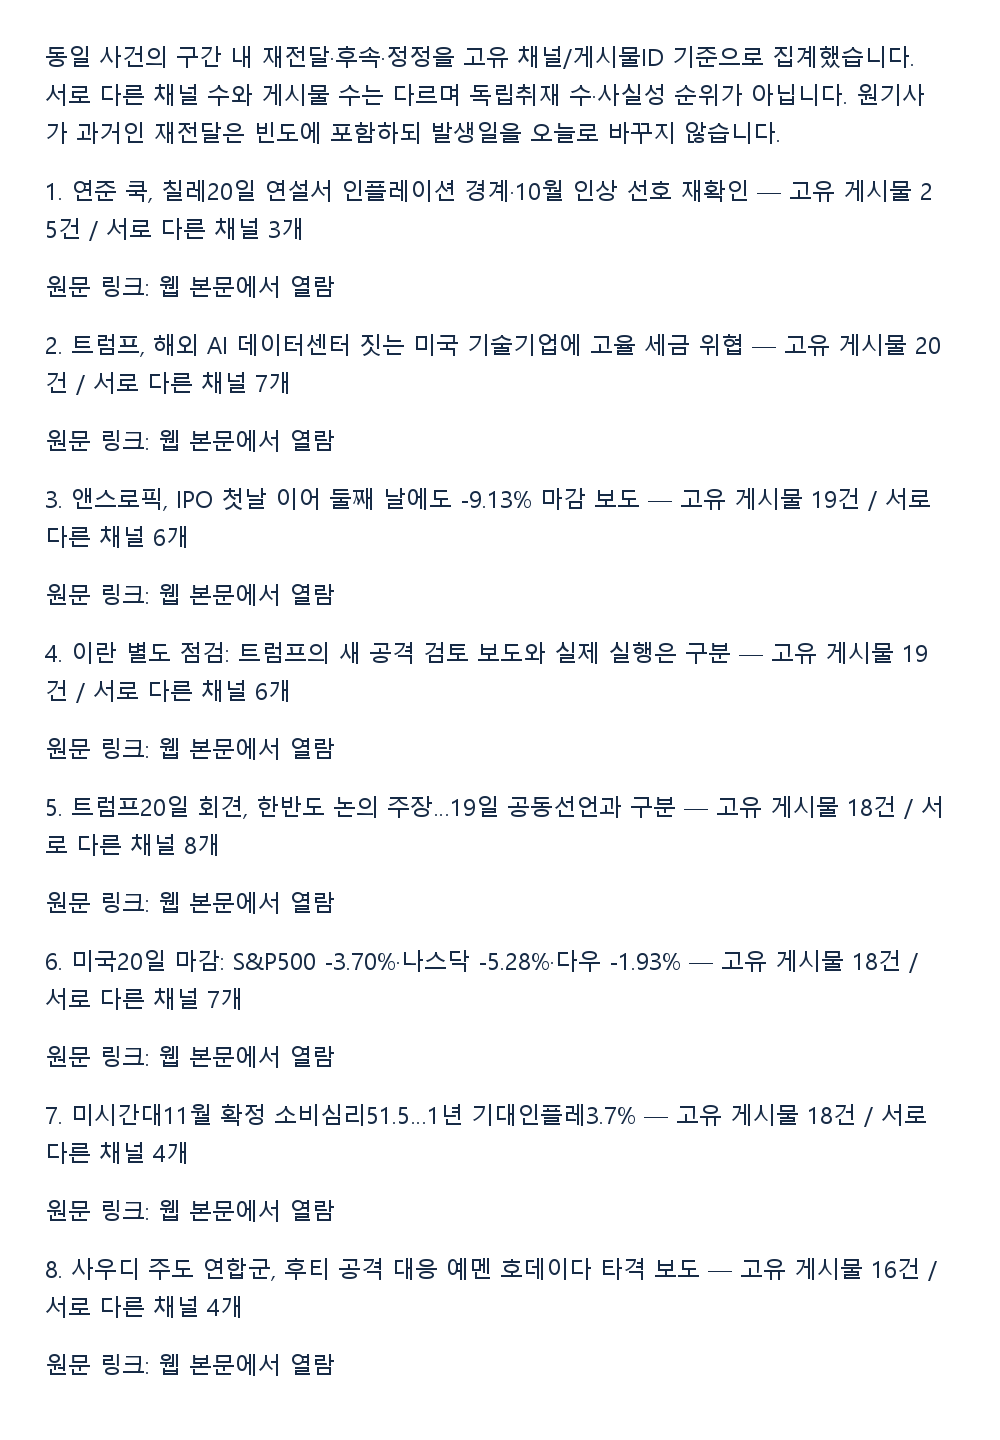 동일 사건의 구간 내 재전달·후속·정정을 고유 채널/게시물ID 기준으로 집계했습니다.
서로 다른 채널 수와 게시물 수는 다르며 독립취재 수·사실성 순위가 아닙니다. 원기사
가 과거인 재전달은 빈도에 포함하되 발생일을 오늘로 바꾸지 않습니다.
1. 연준 쿡, 칠레20일 연설서 인플레이션 경계·10월 인상 선호 재확인 — 고유 게시물 2
5건 / 서로 다른 채널 3개
원문 링크: 웹 본문에서 열람
2. 트럼프, 해외 AI 데이터센터 짓는 미국 기술기업에 고율 세금 위협 — 고유 게시물 20
건 / 서로 다른 채널 7개
원문 링크: 웹 본문에서 열람
3. 앤스로픽, IPO 첫날 이어 둘째 날에도 -9.13% 마감 보도 — 고유 게시물 19건 / 서로
다른 채널 6개
원문 링크: 웹 본문에서 열람
4. 이란 별도 점검: 트럼프의 새 공격 검토 보도와 실제 실행은 구분 — 고유 게시물 19
건 / 서로 다른 채널 6개
원문 링크: 웹 본문에서 열람
5. 트럼프20일 회견, 한반도 논의 주장…19일 공동선언과 구분 — 고유 게시물 18건 / 서
로 다른 채널 8개
원문 링크: 웹 본문에서 열람
6. 미국20일 마감: S&P500 -3.70%·나스닥 -5.28%·다우 -1.93% — 고유 게시물 18건 /
서로 다른 채널 7개
원문 링크: 웹 본문에서 열람
7. 미시간대11월 확정 소비심리51.5…1년 기대인플레3.7% — 고유 게시물 18건 / 서로
다른 채널 4개
원문 링크: 웹 본문에서 열람
8. 사우디 주도 연합군, 후티 공격 대응 예멘 호데이다 타격 보도 — 고유 게시물 16건 /
서로 다른 채널 4개
원문 링크: 웹 본문에서 열람